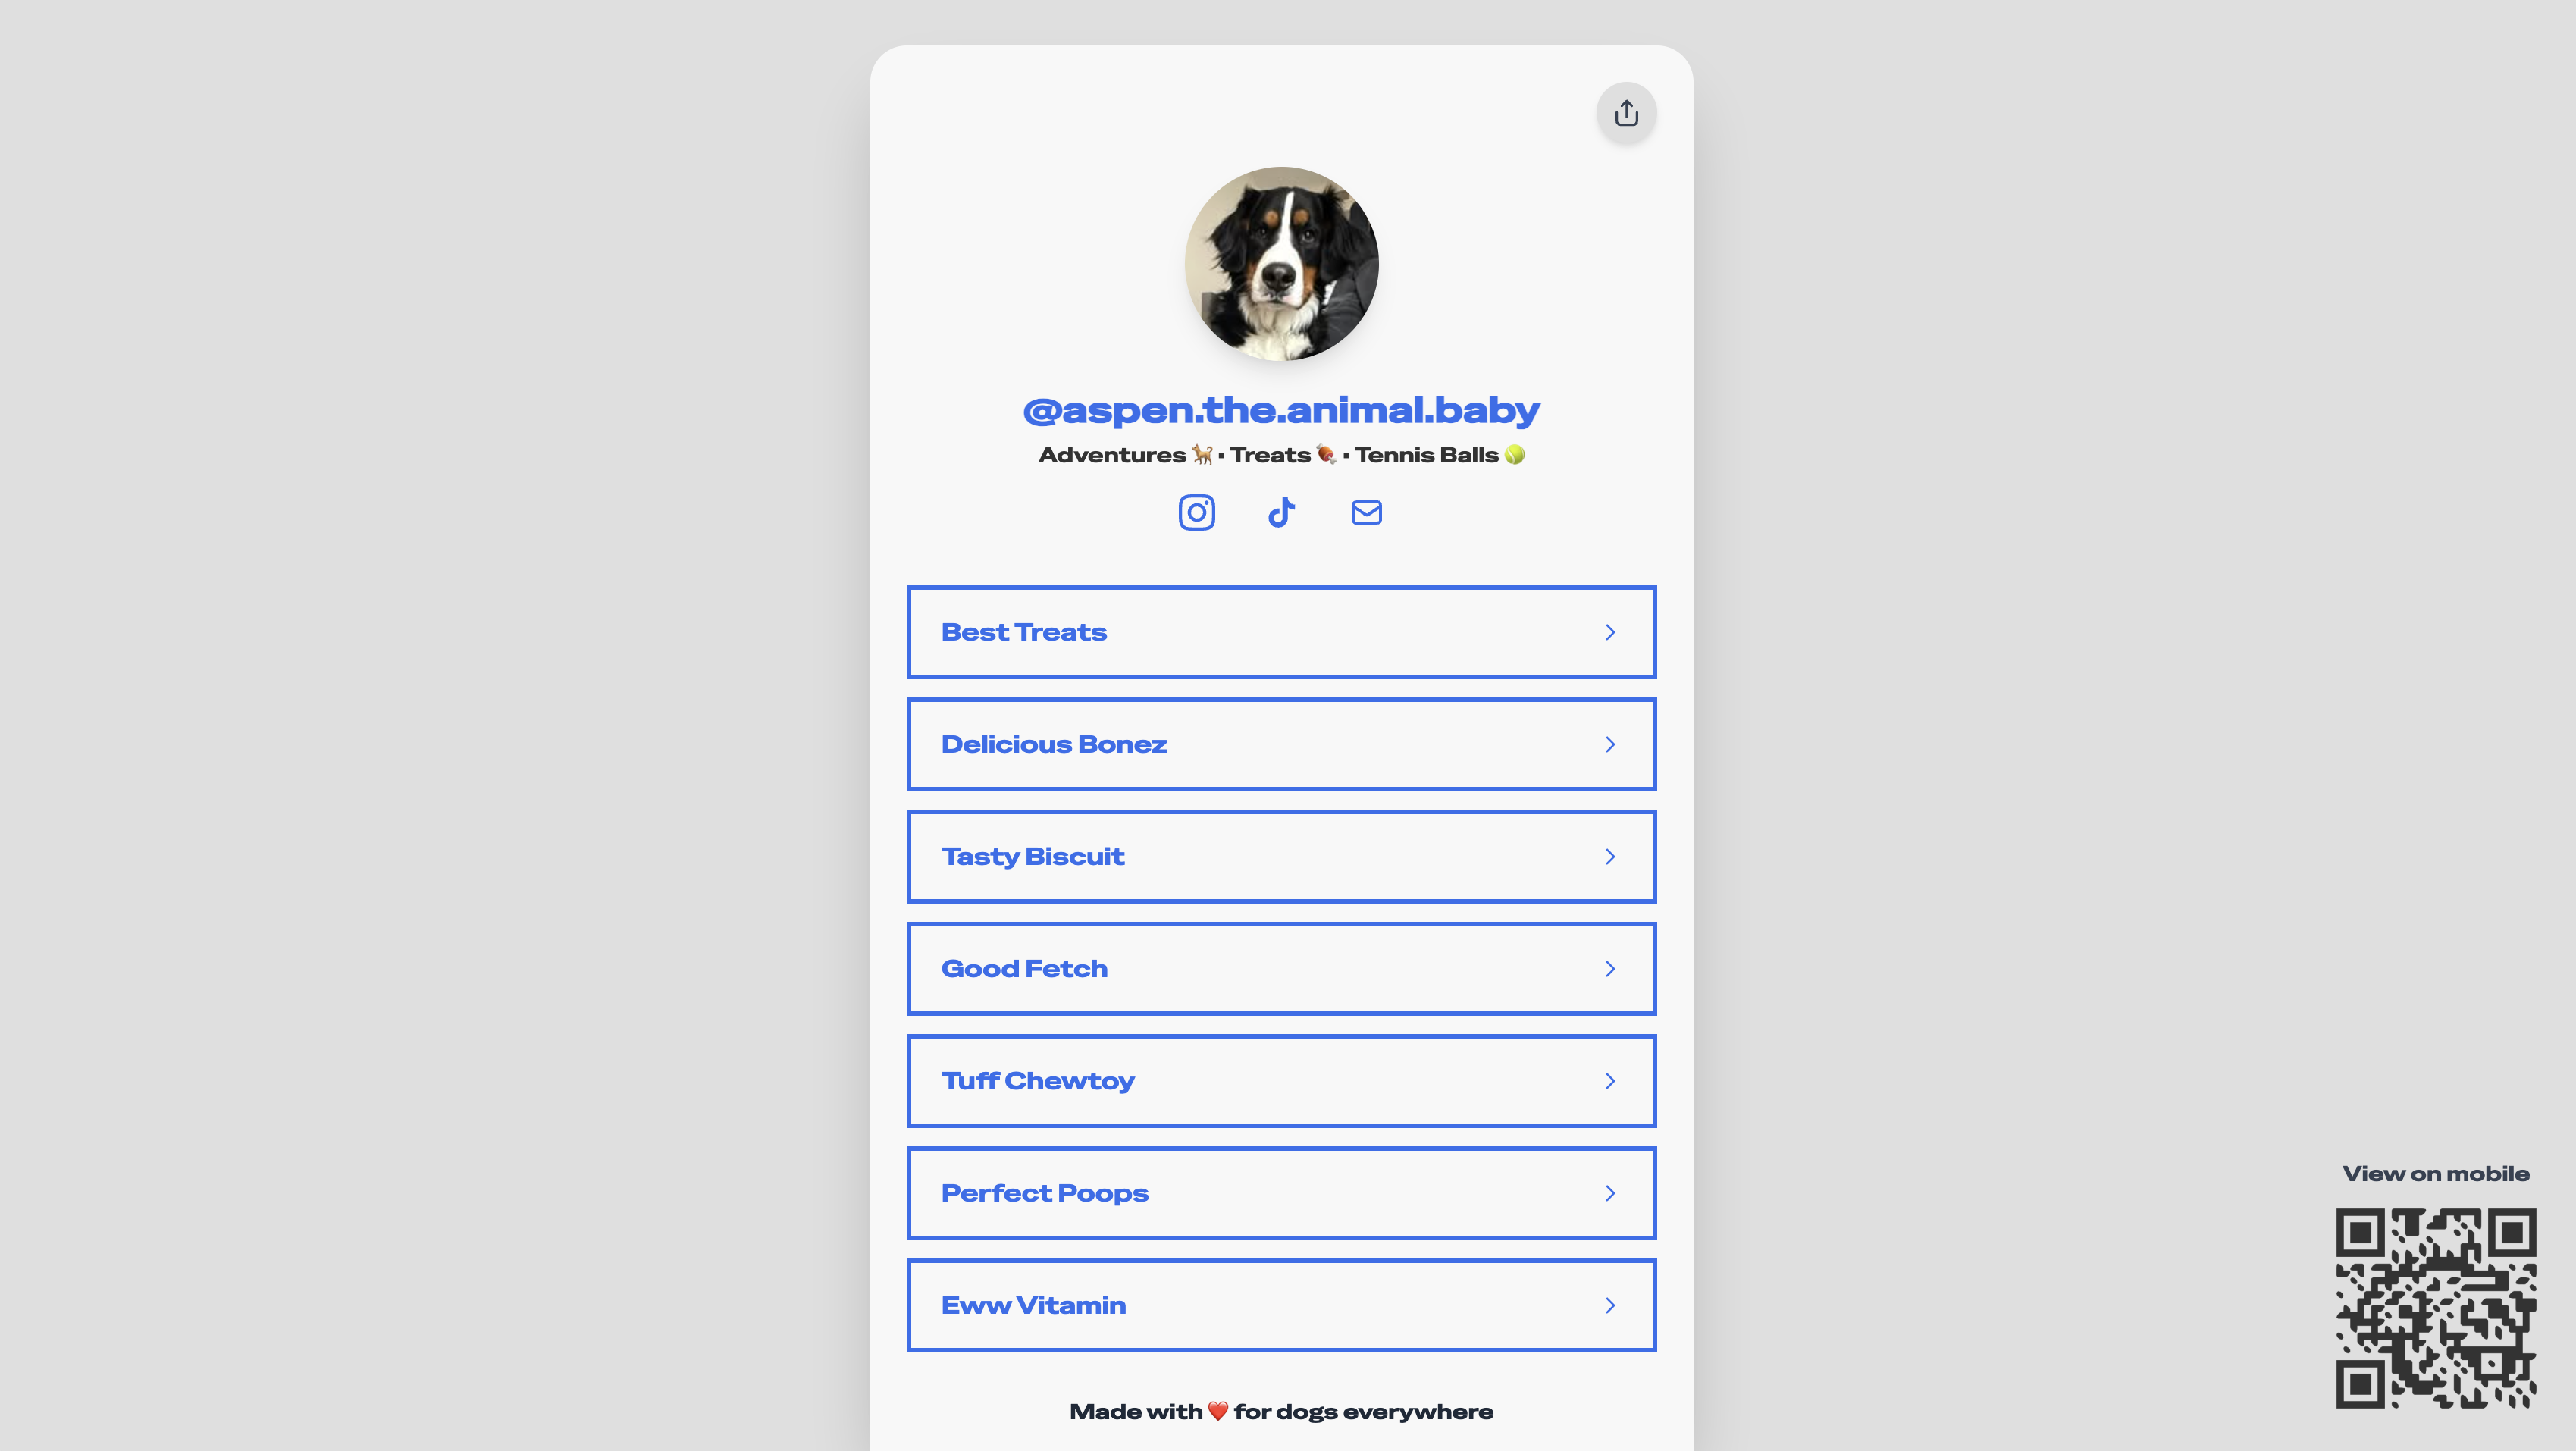 @aspen.the.animal.baby
Adventures 🐕 · Treats 🍖 · Tennis Balls 🎾
Best Treats
Delicious Bonez
Tasty Biscuit
Good Fetch
Tuff Chewtoy
Perfect Poops
Eww Vitamin
Made with ❤️ for dogs everywhere
View on mobile